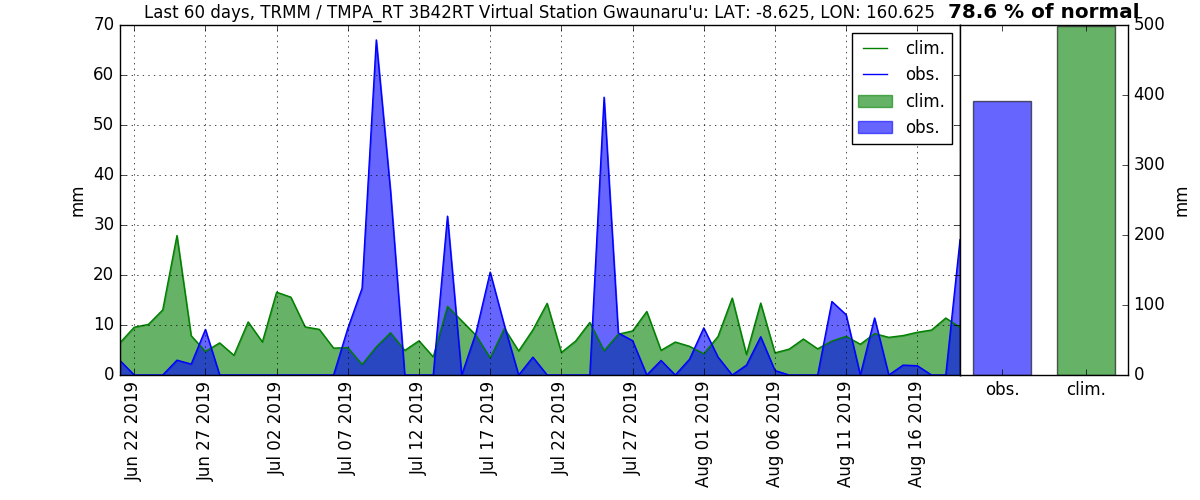 Last 60 days, TRMM / TMPA_RT 3B42RT Virtual Station Gwaunaru'u: LAT: -8.625, LON: 160.625
78.6 % of normal
70
60
50
40
30
20
10
0
mm
clim.
obs.
clim.
obs.
500
400
300
200
100
0
mm
Jun 22 2019
Jun 27 2019
Jul 02 2019
Jul 07 2019
Jul 12 2019
Jul 17 2019
Jul 22 2019
Jul 27 2019
Aug 01 2019
Aug 06 2019
Aug 11 2019
Aug 16 2019
obs.
clim.